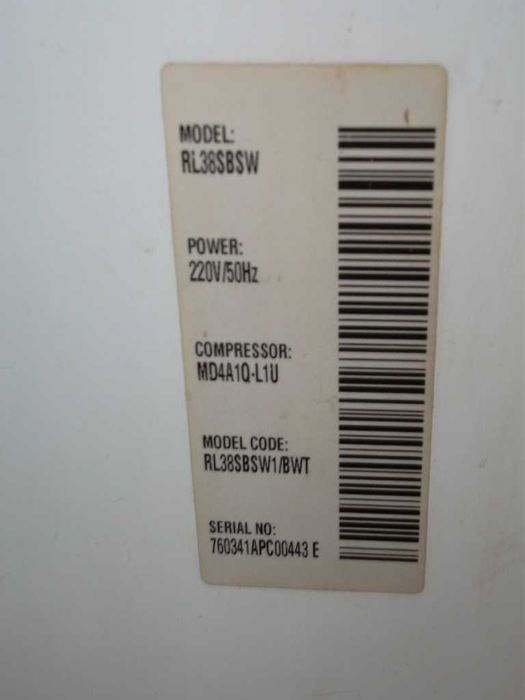 MODEL:
RL38SBSW
POWER:
220V/50Hz
COMPRESSOR:
MD4A1Q-L1U
MODEL CODE:
RL38SBSW1/BWT
SERIAL NO:
760341APC00443 E